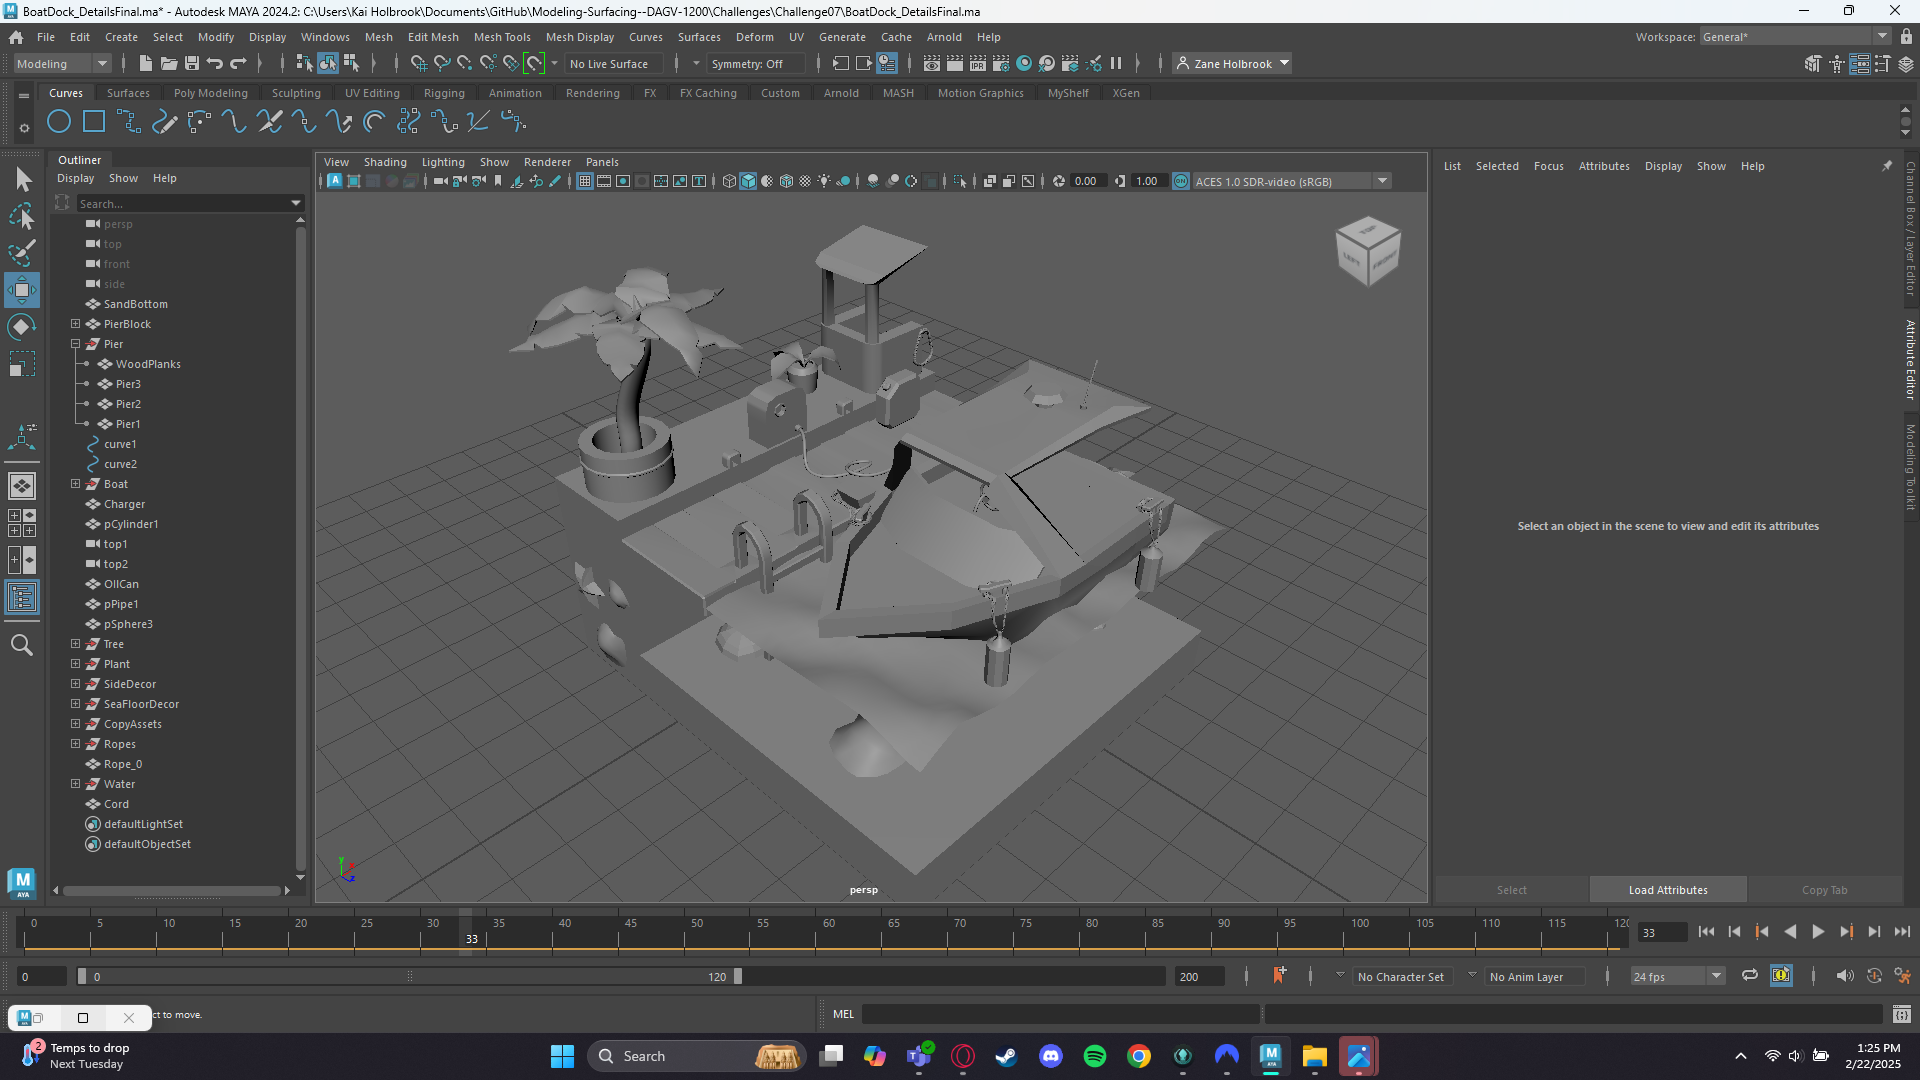 BoatDock_DetailsFinal.ma* - Autodesk MAYA 2024.2: C:\Users\Kai Holbrook\Documents\GitHub\Modeling-Surfacing--DAGV-1200\Challenges\Challenge07\BoatDock_DetailsFinal.ma
File Edit Create Select Modify Display Windows Mesh Edit Mesh Mesh Tools Mesh Display Curves Surfaces Deform UV Generate Cache Arnold Help
Workspace: General*
Modeling
No Live Surface
Symmetry: Off
Zane Holbrook
Curves Surfaces Poly Modeling Sculpting UV Editing Rigging Animation Rendering FX FX Caching Custom Arnold MASH Motion Graphics MyShelf XGen
Outliner
Display Show Help
Search...
persp
top
front
side
SandBottom
PierBlock
Pier
WoodPlanks
Pier3
Pier2
Pier1
curve1
curve2
Boat
Charger
pCylinder1
top1
top2
OIlCan
pPipe1
pSphere3
Tree
Plant
SideDecor
SeaFloorDecor
CopyAssets
Ropes
Rope_0
Water
Cord
defaultLightSet
defaultObjectSet
View Shading Lighting Show Renderer Panels
0.00
1.00
ACES 1.0 SDR-video (sRGB)
TOP
LEFT
FRONT
y
x
z
persp
List Selected Focus Attributes Display Show Help
Select an object in the scene to view and edit its attributes
Select
Load Attributes
Copy Tab
Channel Box / Layer Editor
Attribute Editor
Modeling Toolkit
0 5 10 15 20 25 30 35 40 45 50 55 60 65 70 75 80 85 90 95 100 105 110 115 120
33
33
0
0
120
200
No Character Set
No Anim Layer
24 fps
ct to move.
MEL
2
Temps to drop
Next Tuesday
Search
1:25 PM
2/22/2025